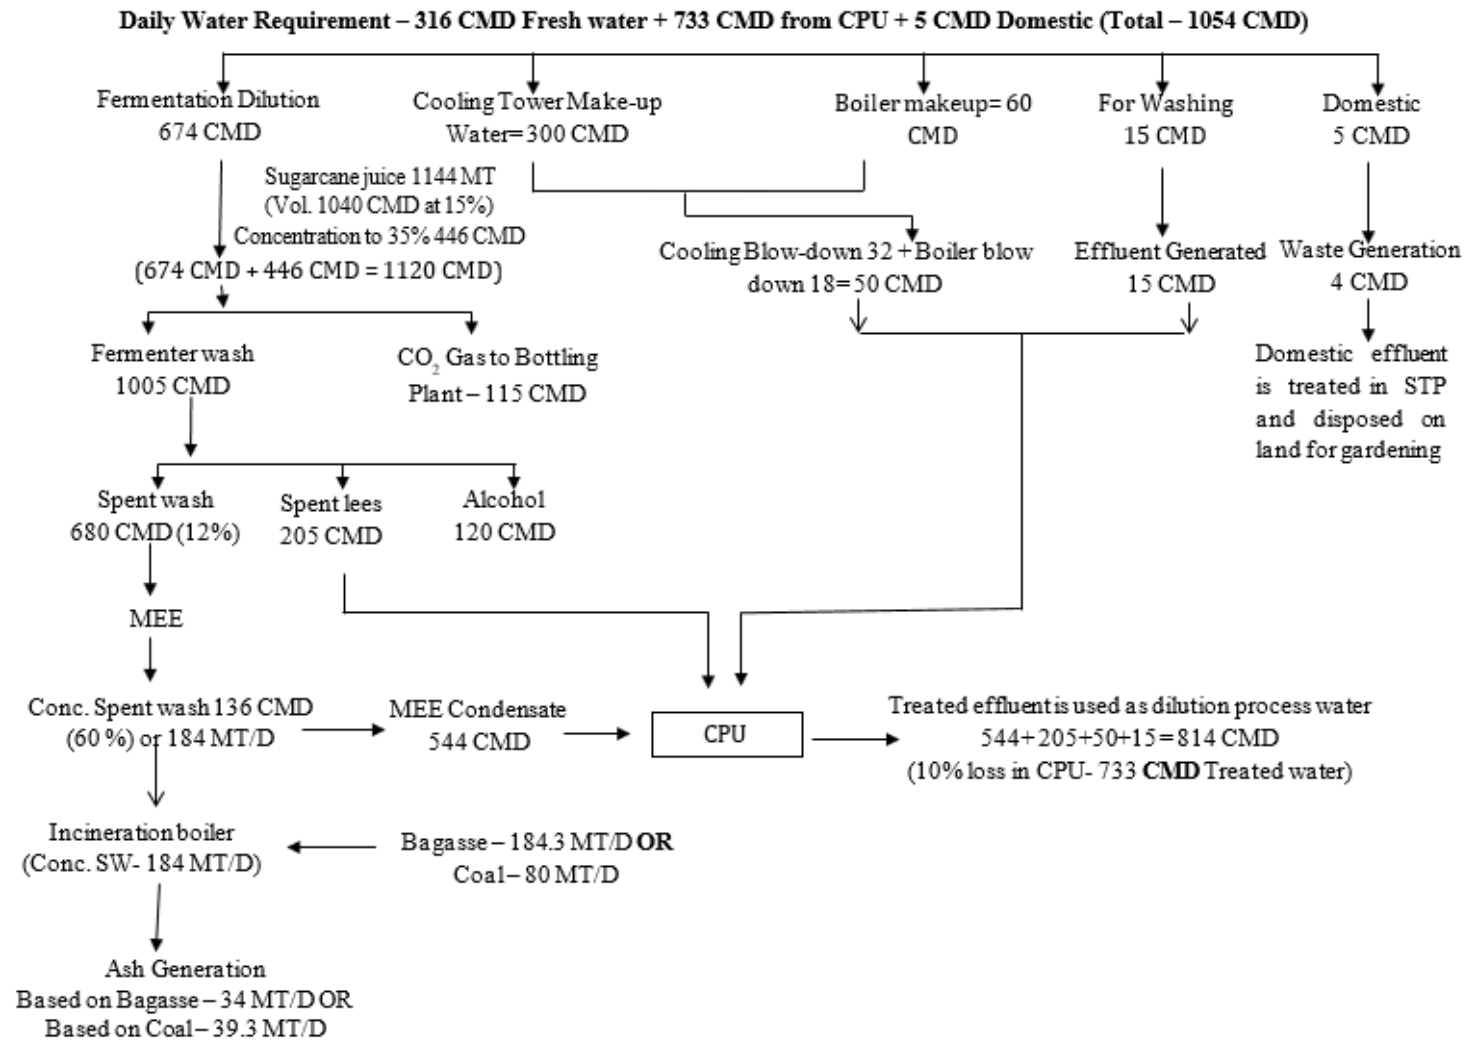 Daily Water Requirement – 316 CMD Fresh water + 733 CMD from CPU + 5 CMD Domestic (Total – 1054 CMD)
Fermentation Dilution
674 CMD
Cooling Tower Make-up
Water= 300 CMD
Boiler makeup= 60
CMD
For Washing
15 CMD
Domestic
5 CMD
Sugarcane juice 1144 MT
(Vol. 1040 CMD at 15%)
Concentration to 35% 446 CMD
(674 CMD + 446 CMD = 1120 CMD)
Cooling Blow-down 32 + Boiler blow
down 18= 50 CMD
Effluent Generated
15 CMD
Waste Generation
4 CMD
Fermenter wash
1005 CMD
CO₂ Gas to Bottling
Plant – 115 CMD
Domestic effluent
is treated in STP
and disposed on
land for gardening
Spent wash
680 CMD (12%)
Spent lees
205 CMD
Alcohol
120 CMD
MEE
Conc. Spent wash 136 CMD
(60 %) or 184 MT/D
MEE Condensate
544 CMD
CPU
Treated effluent is used as dilution process water
544+205+50+15=814 CMD
(10% loss in CPU- 733 CMD Treated water)
Incineration boiler
(Conc. SW- 184 MT/D)
Bagasse – 184.3 MT/D OR
Coal – 80 MT/D
Ash Generation
Based on Bagasse – 34 MT/D OR
Based on Coal – 39.3 MT/D